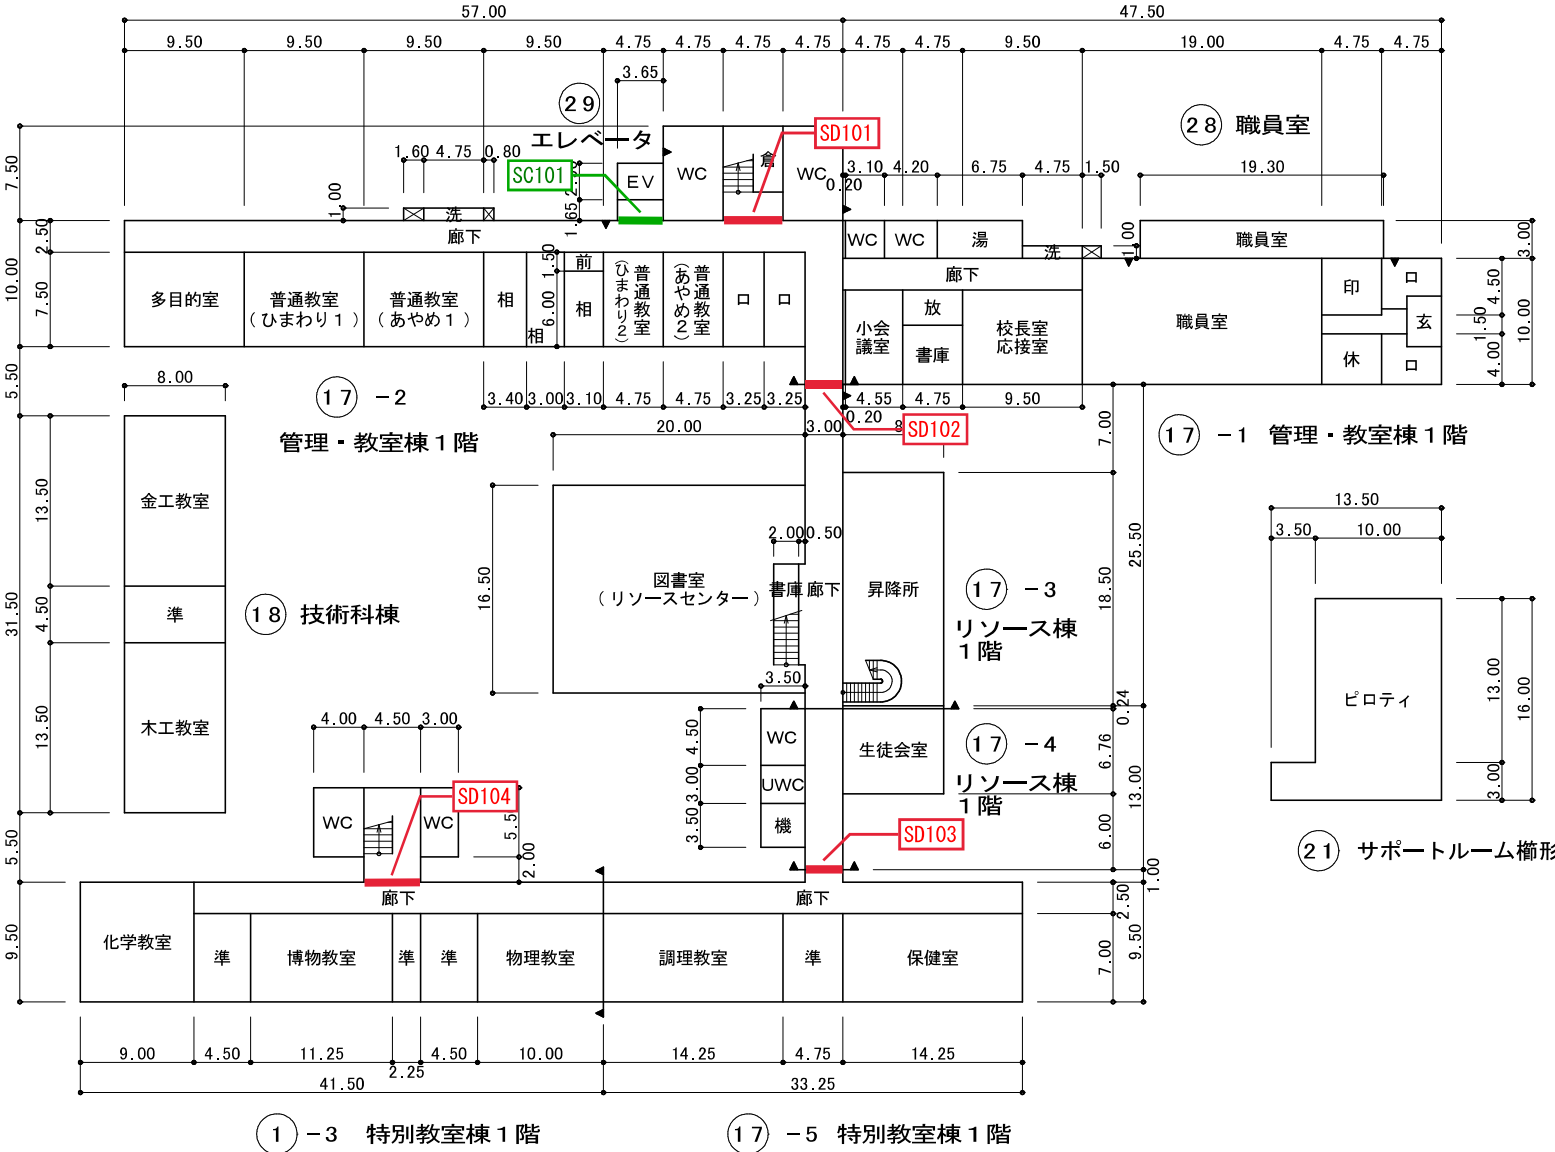 57.00
47.50
9.50
9.50
9.50
9.50
4.75
4.75
4.75
4.75
4.75
4.75
9.50
19.00
4.75
4.75
3.65
29
エレベータ
SD101
28 職員室
1.60
4.75
0.80
SC101
EV
WC
倉
WC
0.20
3.10
4.20
6.75
4.75
1.50
19.30
7.50
1.00
1.65
洗
廊下
2.50
WC
WC
湯
洗
1.00
職員室
3.00
廊下
10.00
7.50
多目的室
普通教室
(ひまわり1)
普通教室
(あやめ1)
相
相
1.50
6.00
前
相
普通教室
(ひまわり2)
普通教室
(あやめ2)
ロ
ロ
小会
議室
放
書庫
校長室
応接室
職員室
印
ロ
玄
休
ロ
4.50
1.50
4.00
10.00
5.50
8.00
17 -2
管理・教室棟1階
3.40
3.00
3.10
4.75
4.75
3.25
3.25
4.55
4.75
9.50
0.20
SD102
20.00
3.00
8
7.00
17 -1 管理・教室棟1階
13.50
4.50
13.50
31.50
金工教室
準
木工教室
18 技術科棟
16.50
図書室
(リソースセンター)
2.00
0.50
書庫
廊下
昇降所
17 -3
リソース棟
1階
18.50
25.50
13.50
3.50
10.00
ピロティ
13.00
16.00
3.00
21 サポートルーム櫛形
3.50
4.50
3.00
3.50
WC
UWC
機
生徒会室
17 -4
リソース棟
1階
0.24
6.76
13.00
6.00
1.00
4.00
4.50
3.00
SD104
WC
WC
5.5
2.00
SD103
5.50
9.50
廊下
廊下
2.50
7.00
9.50
化学教室
準
博物教室
準
準
物理教室
調理教室
準
保健室
9.00
4.50
11.25
2.25
4.50
10.00
14.25
4.75
14.25
41.50
33.25
1 -3 特別教室棟1階
17 -5 特別教室棟1階